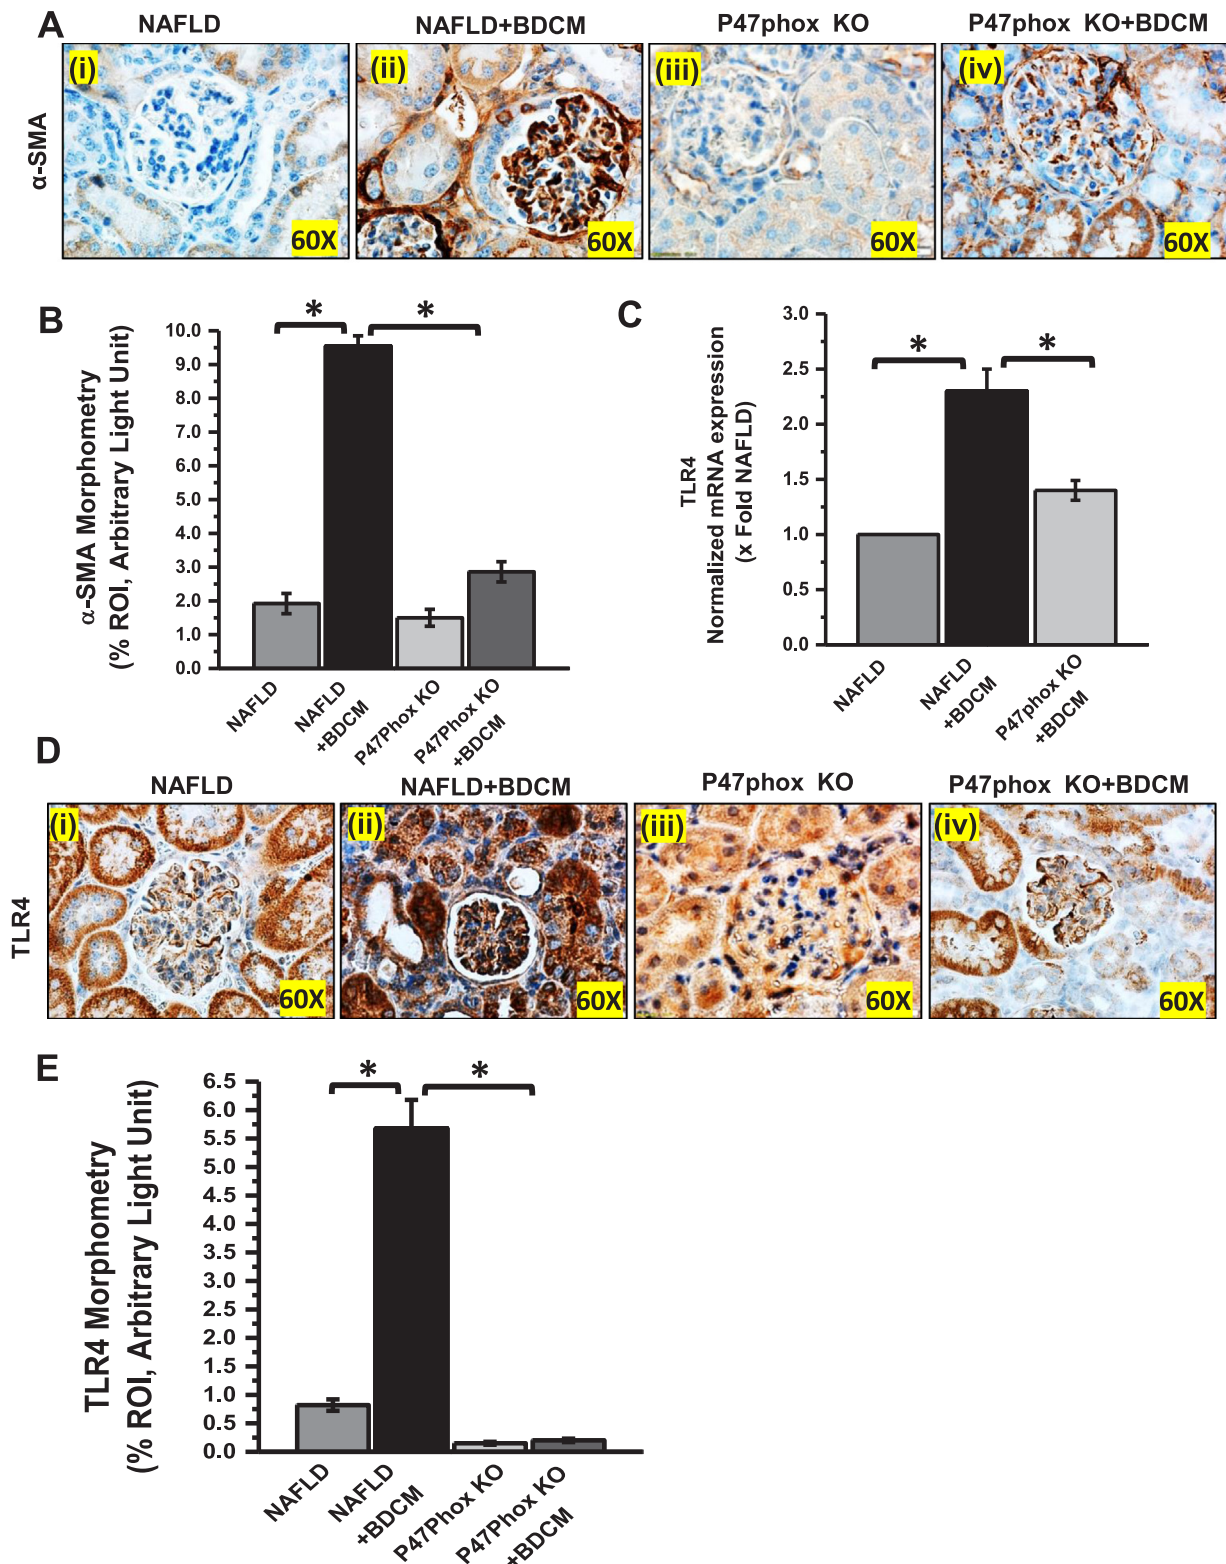 A
NAFLD
NAFLD+BDCM
P47phox KO
P47phox KO+BDCM
α-SMA
(i)
(ii)
(iii)
(iv)
60X
60X
60X
60X
B
α-SMA Morphometry
(% ROI, Arbitrary Light Unit)
10.0
9.0
8.0
7.0
6.0
5.0
4.0
3.0
2.0
1.0
0.0
*
*
NAFLD
NAFLD
+BDCM
P47Phox KO
P47Phox KO
+BDCM
C
TLR4
Normalized mRNA expression
(x Fold NAFLD)
3.0
2.5
2.0
1.5
1.0
0.5
0.0
*
*
NAFLD
NAFLD
+BDCM
P47phox KO
+BDCM
D
NAFLD
NAFLD+BDCM
P47phox KO
P47phox KO+BDCM
TLR4
(i)
(ii)
(iii)
(iv)
60X
60X
60X
60X
E
TLR4 Morphometry
(% ROI, Arbitrary Light Unit)
6.5
6.0
5.5
5.0
4.5
4.0
3.5
3.0
2.5
2.0
1.5
1.0
0.5
0.0
*
*
NAFLD
NAFLD
+BDCM
P47Phox KO
P47Phox KO
+BDCM